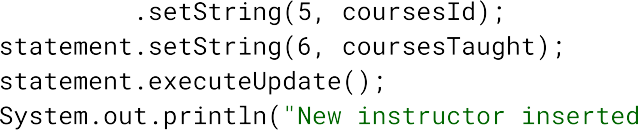 .setString(5, coursesId);
statement.setString(6, coursesTaught);
statement.executeUpdate();
System.out.println("New instructor inserted